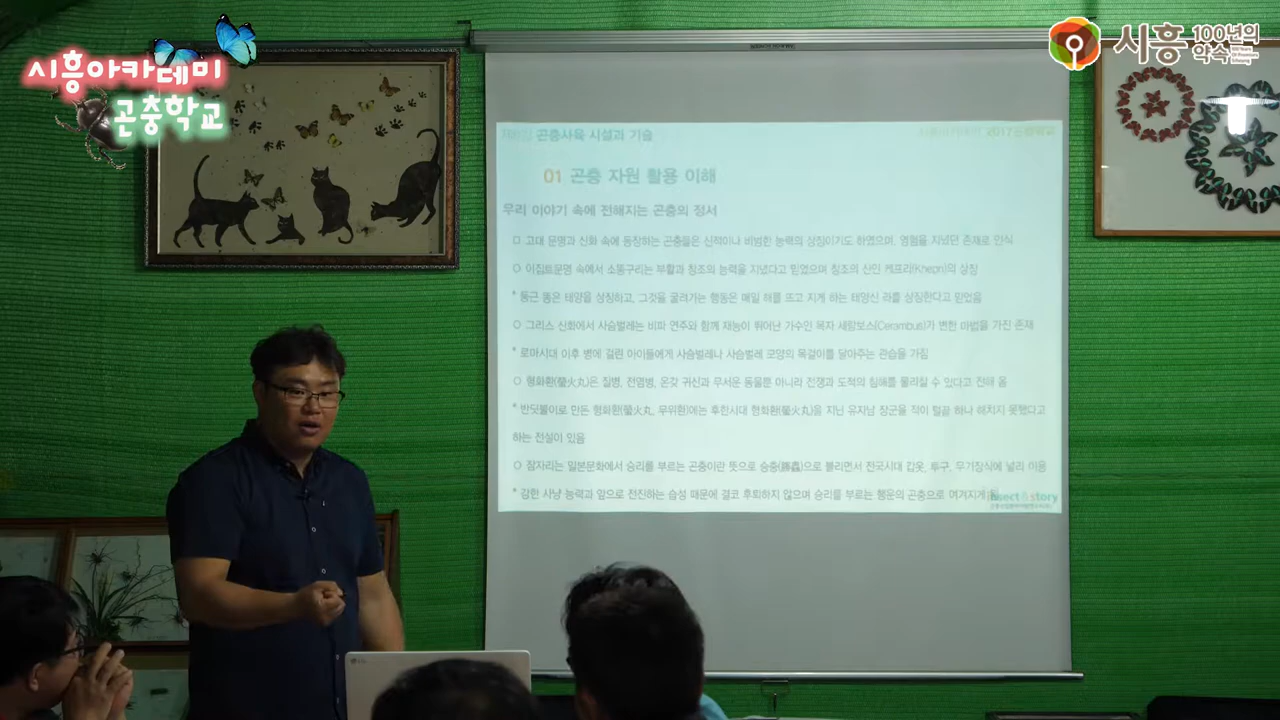 시흥아카데미
곤충학교
시흥 100년의 약속
곤충사육 시설과 기술
01 곤충 자원 활용 이해
우리 이야기 속에 전해지는 곤충의 정서
고대 문명과 신화 속에 등장하는 곤충들은 신적이나 비범한 능력의 상징이기도 하였으며, 영험을 지녔던 존재로 인식
이집트문명 속에서 소똥구리는 부활과 창조의 능력을 지녔다고 믿었으며 창조의 신인 케프리(Khepri)의 상징
* 둥근 똥은 태양을 상징하고, 그것을 굴려가는 행동은 매일 해를 뜨고 지게 하는 태양신 라를 상징한다고 믿었음
그리스 신화에서 사슴벌레는 비파 연주와 함께 재능이 뛰어난 가수인 목자 세람보스(Cerambus)가 변한 마법을 가진 존재
* 로마시대 이후 병에 걸린 아이들에게 사슴벌레나 사슴벌레 모양의 목걸이를 달아주는 관습을 가짐
형화환(螢火丸)은 질병, 전염병, 온갖 귀신과 무서운 동물뿐 아니라 전쟁과 도적의 침해를 물리칠 수 있다고 전해 옴
* 반딧불이로 만든 형화환(螢火丸, 무위환)에는 후한시대 형화환(螢火丸)을 지닌 유지남 장군을 적이 털끝 하나 해치지 못했다고
하는 전설이 있음
잠자리는 일본문화에서 승리를 부르는 곤충이란 뜻으로 승충(勝蟲)으로 불리면서 전국시대 갑옷, 투구, 무기장식에 널리 이용
* 강한 사냥 능력과 앞으로 전진하는 습성 때문에 결코 후퇴하지 않으며 승리를 부르는 행운의 곤충으로 여겨지게
insect&story